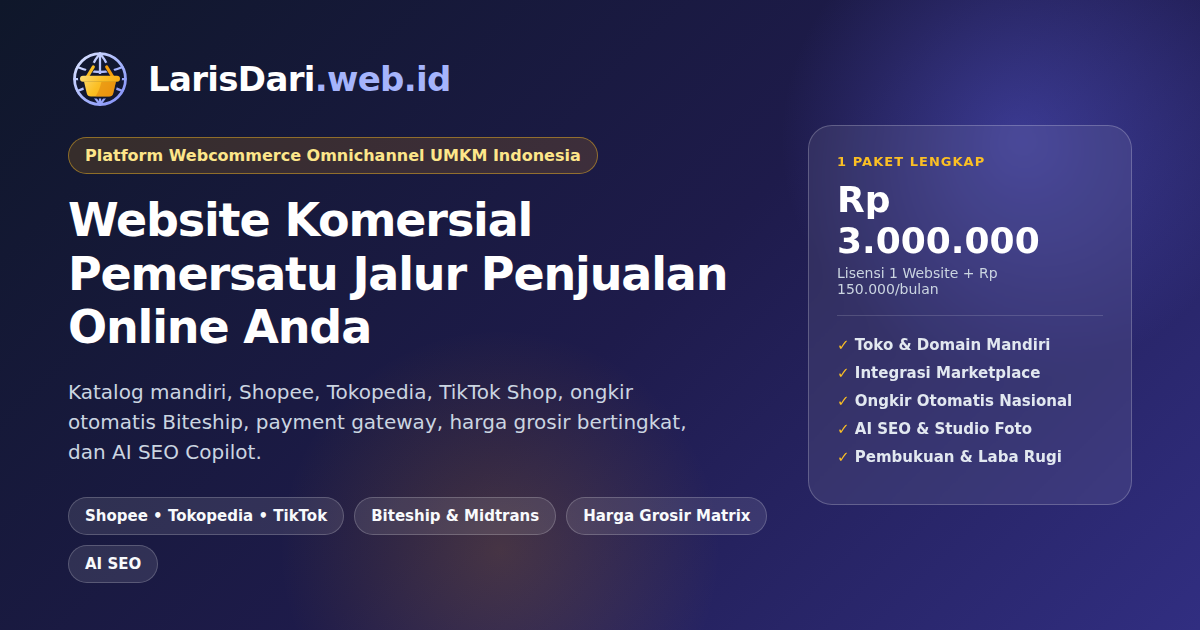 LarisDari.web.id
Platform Webcommerce Omnichannel UMKM Indonesia
Website Komersial
Pemersatu Jalur Penjualan
Online Anda
Katalog mandiri, Shopee, Tokopedia, TikTok Shop, ongkir
otomatis Biteship, payment gateway, harga grosir bertingkat,
dan AI SEO Copilot.
Shopee • Tokopedia • TikTok
Biteship & Midtrans
Harga Grosir Matrix
AI SEO
1 PAKET LENGKAP
Rp
3.000.000
Lisensi 1 Website + Rp
150.000/bulan
✓ Toko & Domain Mandiri
✓ Integrasi Marketplace
✓ Ongkir Otomatis Nasional
✓ AI SEO & Studio Foto
✓ Pembukuan & Laba Rugi